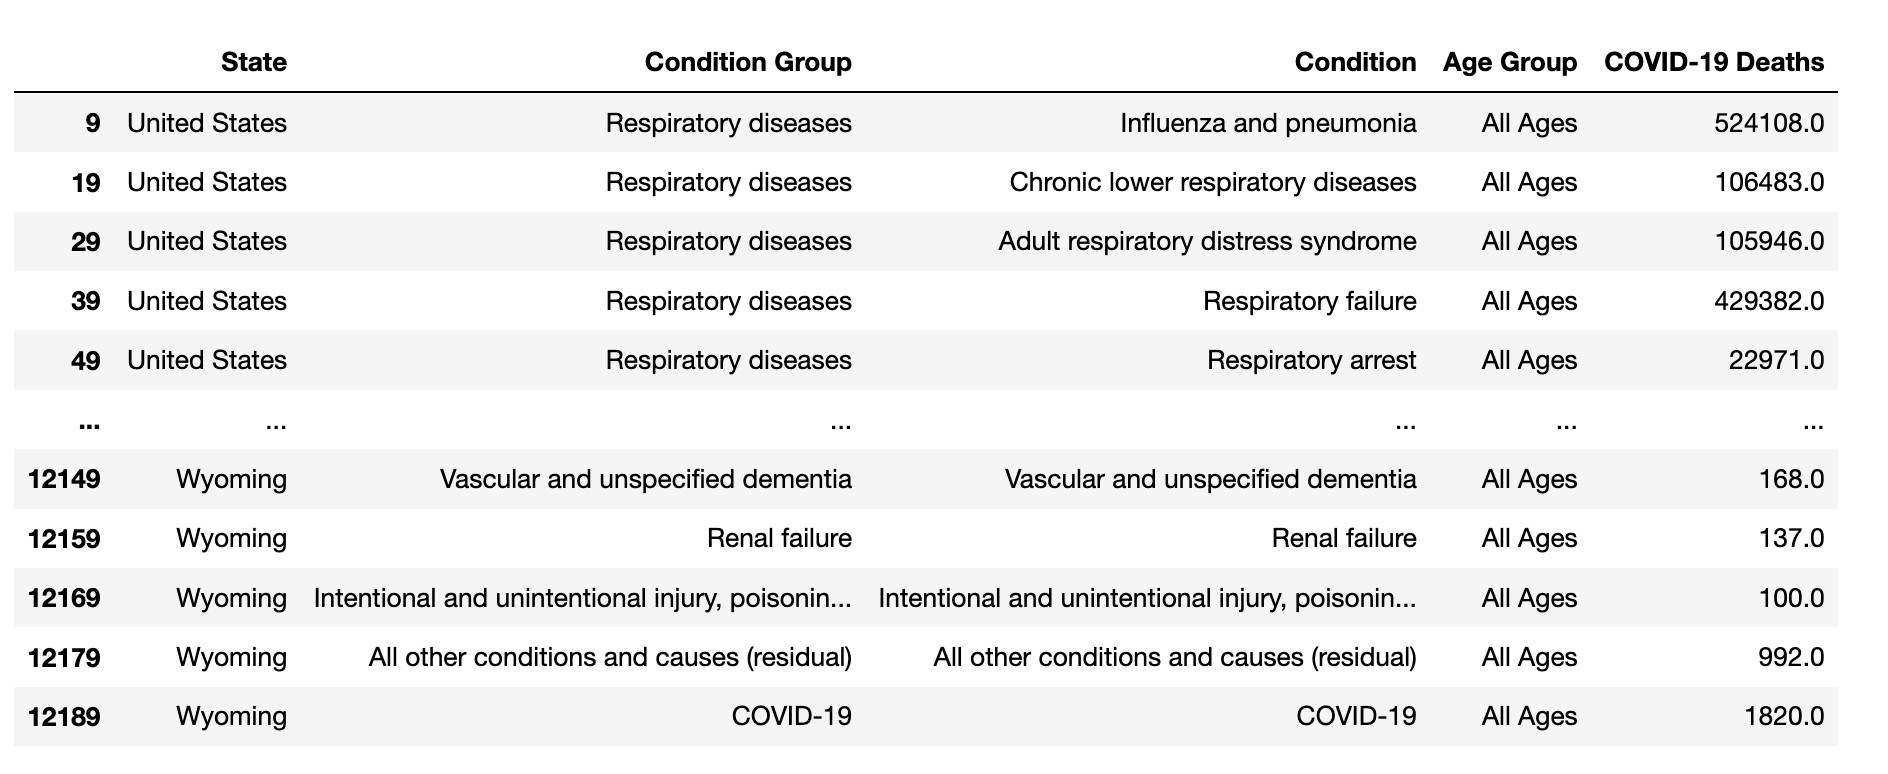 State Condition Group Condition Age Group COVID-19 Deaths
9 United States Respiratory diseases Influenza and pneumonia All Ages 524108.0
19 United States Respiratory diseases Chronic lower respiratory diseases All Ages 106483.0
29 United States Respiratory diseases Adult respiratory distress syndrome All Ages 105946.0
39 United States Respiratory diseases Respiratory failure All Ages 429382.0
49 United States Respiratory diseases Respiratory arrest All Ages 22971.0
... ... ... ... ... ...
12149 Wyoming Vascular and unspecified dementia Vascular and unspecified dementia All Ages 168.0
12159 Wyoming Renal failure Renal failure All Ages 137.0
12169 Wyoming Intentional and unintentional injury, poisonin... Intentional and unintentional injury, poisonin... All Ages 100.0
12179 Wyoming All other conditions and causes (residual) All other conditions and causes (residual) All Ages 992.0
12189 Wyoming COVID-19 COVID-19 All Ages 1820.0